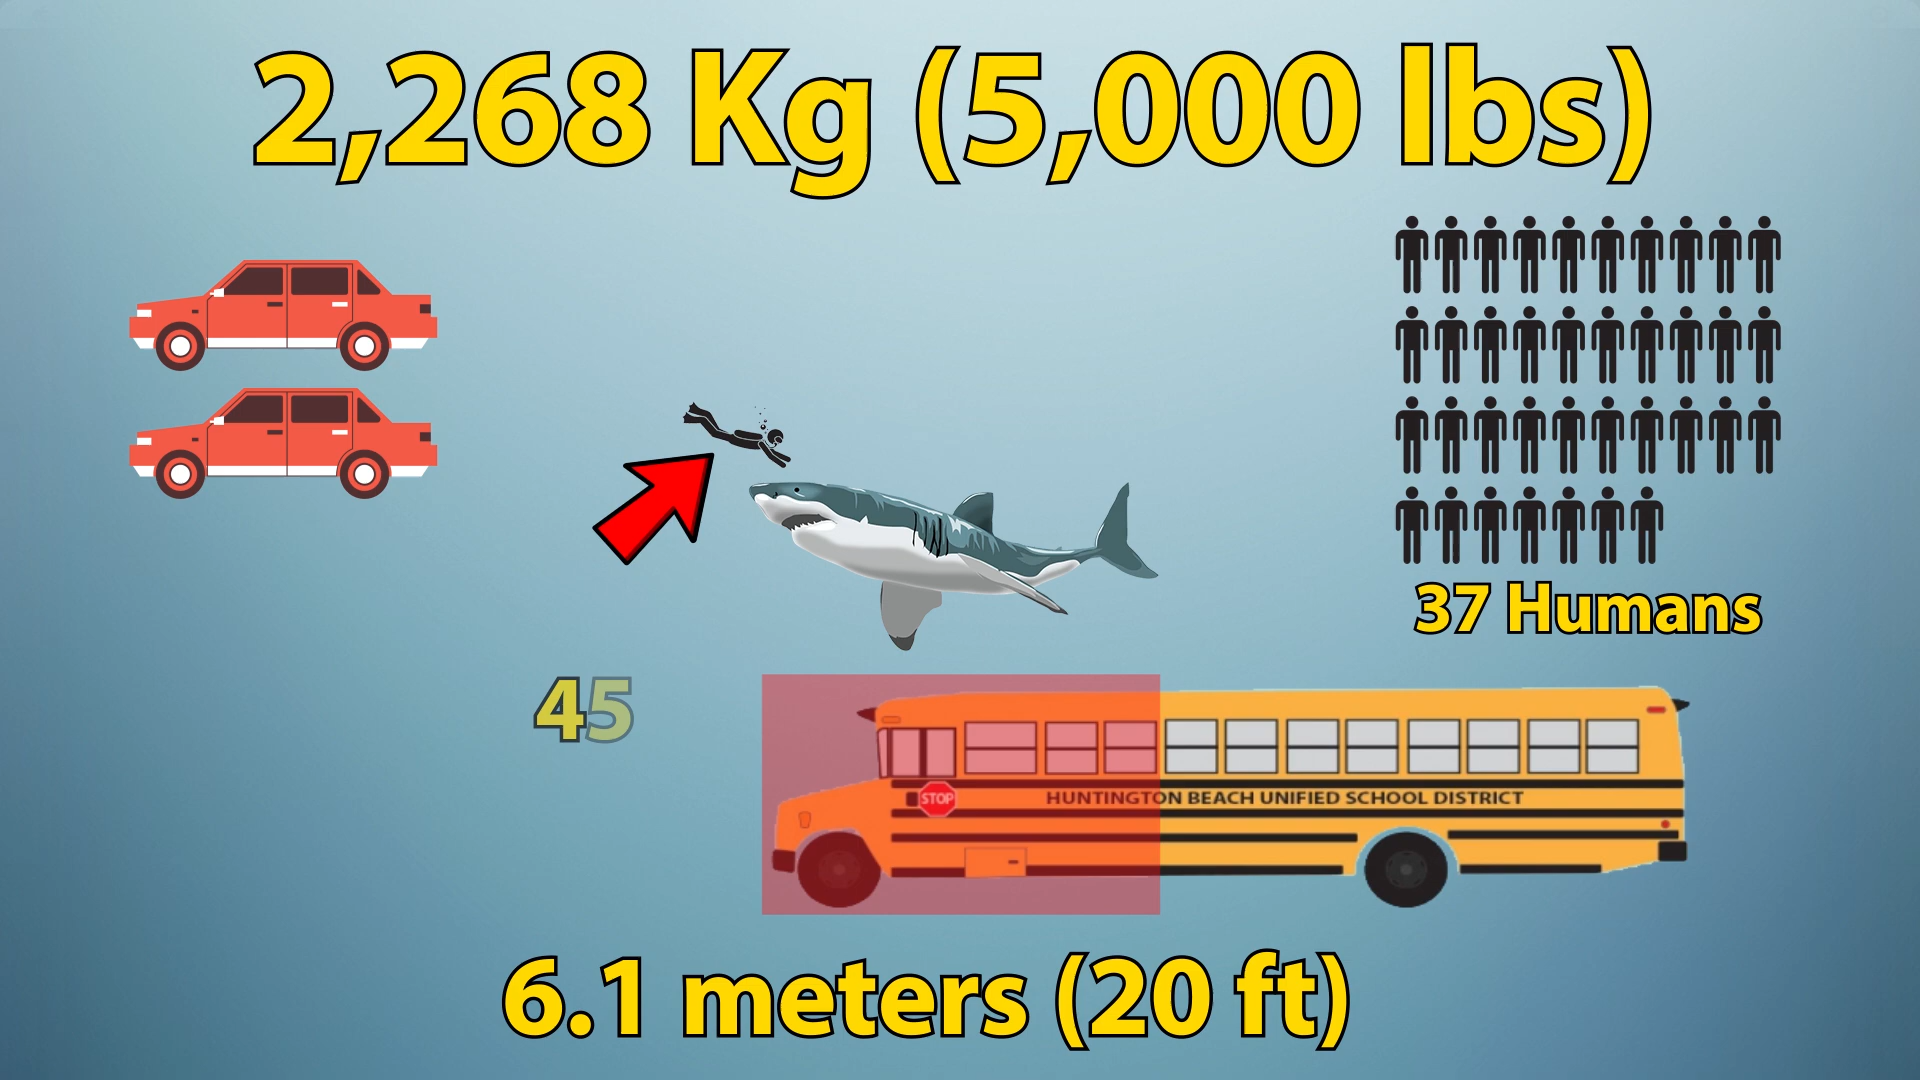 2,268 Kg (5,000 lbs)
37 Humans
45
STOP
HUNTINGTON BEACH UNIFIED SCHOOL DISTRICT
6.1 meters (20 ft)